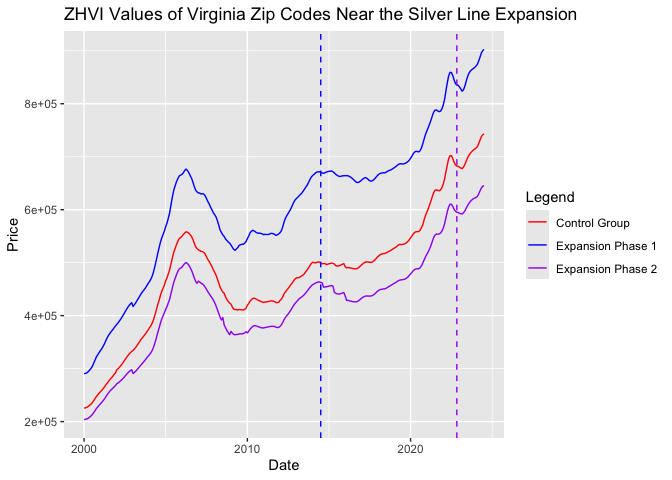 ZHVI Values of Virginia Zip Codes Near the Silver Line Expansion
Price
8e+05
6e+05
4e+05
2e+05
2000
2010
2020
Date
Legend
Control Group
Expansion Phase 1
Expansion Phase 2